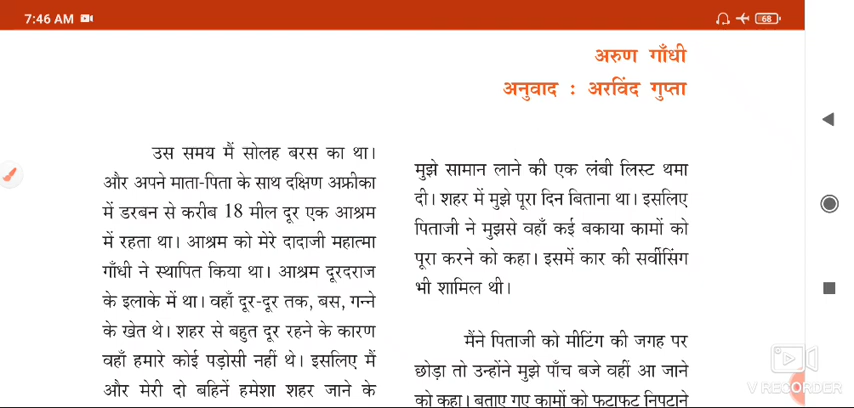 7:46 AM
68
अरुण गाँधी
अनुवाद : अरविंद गुप्ता
उस समय मैं सोलह बरस का था।
और अपने माता-पिता के साथ दक्षिण अफ्रीका
में डरबन से करीब 18 मील दूर एक आश्रम
में रहता था। आश्रम को मेरे दादाजी महात्मा
गाँधी ने स्थापित किया था। आश्रम दूरदराज
के इलाके में था। वहाँ दूर-दूर तक, बस, गन्ने
के खेत थे। शहर से बहुत दूर रहने के कारण
वहाँ हमारे कोई पड़ोसी नहीं थे। इसलिए मैं
और मेरी दो बहिनें हमेशा शहर जाने के
मुझे सामान लाने की एक लंबी लिस्ट थमा
दी। शहर में मुझे पूरा दिन बिताना था। इसलिए
पिताजी ने मुझसे वहाँ कई बकाया कामों को
पूरा करने को कहा। इसमें कार की सर्वीसिंग
भी शामिल थी।
मैंने पिताजी को मीटिंग की जगह पर
छोड़ा तो उन्होंने मुझे पाँच बजे वहीं आ जाने
को कहा। बताए गए कामों को फटाफट निपटाने
V RECORDER